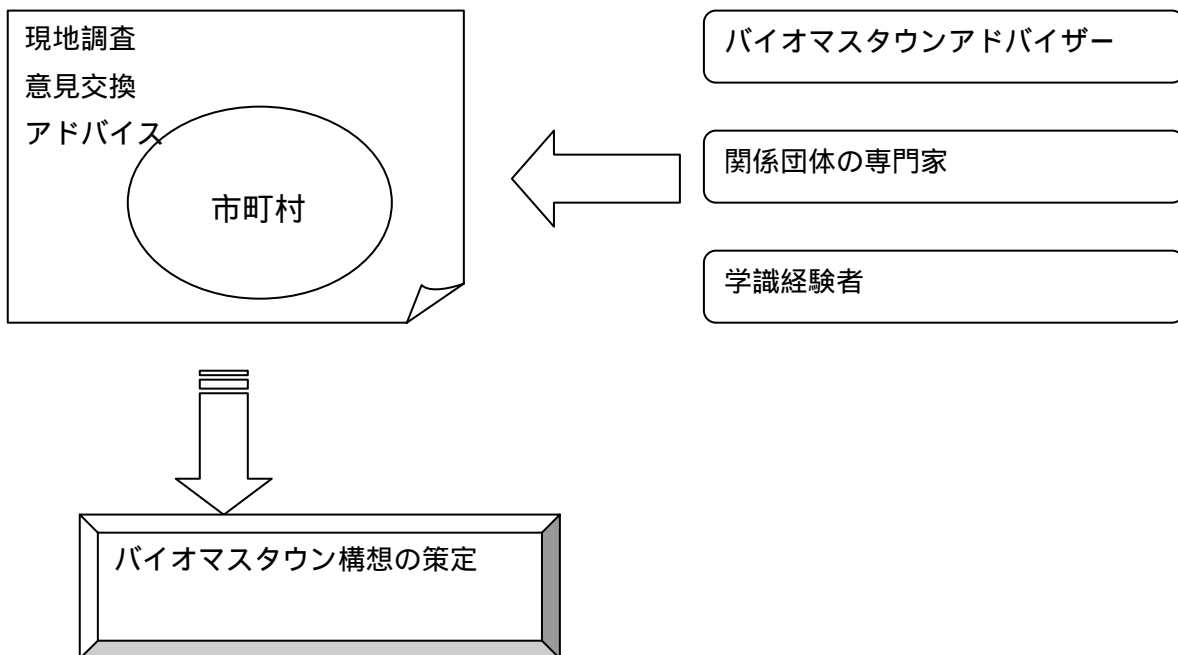 現地調査
意見交換
アドバイス
市町村
バイオマスタウンアドバイザー
関係団体の専門家
学識経験者
バイオマスタウン構想の策定